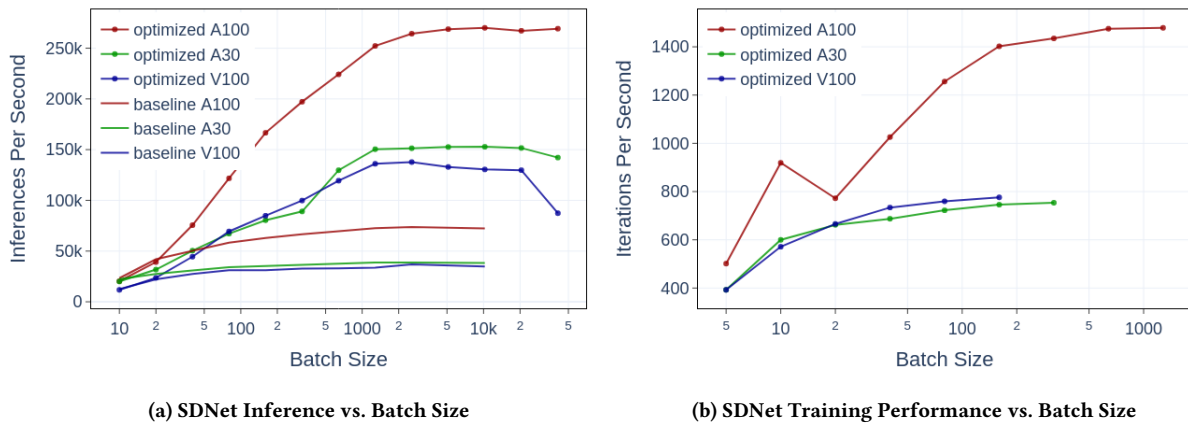 optimized A100
optimized A30
optimized V100
baseline A100
baseline A30
baseline V100
Inferences Per Second
250k
200k
150k
100k
50k
0
10 2 5 100 2 5 1000 2 5 10k 2 5
Batch Size
(a) SDNet Inference vs. Batch Size
optimized A100
optimized A30
optimized V100
Iterations Per Second
1400
1200
1000
800
600
400
5 10 2 5 100 2 5 1000
Batch Size
(b) SDNet Training Performance vs. Batch Size